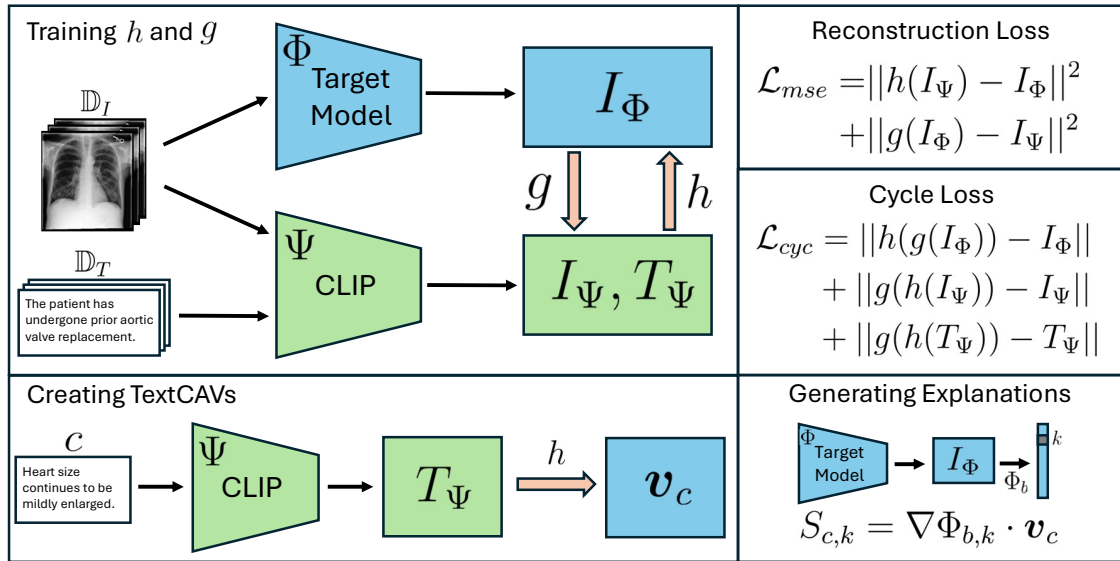 Training h and g
𝔻_I
Φ
Target
Model
I_Φ
g
h
𝔻_T
The patient has
undergone prior aortic
valve replacement.
Ψ
CLIP
I_Ψ, T_Ψ
Reconstruction Loss
ℒ_mse = ||h(I_Ψ) − I_Φ||²
+||g(I_Φ) − I_Ψ||²
Cycle Loss
ℒ_cyc = ||h(g(I_Φ)) − I_Φ||
+ ||g(h(I_Ψ)) − I_Ψ||
+ ||g(h(T_Ψ)) − T_Ψ||
Creating TextCAVs
c
Heart size
continues to be
mildly enlarged.
Ψ
CLIP
T_Ψ
h
v_c
Generating Explanations
Φ
Target
Model
I_Φ
Φ_b
k
S_{c,k} = ∇Φ_{b,k} · v_c